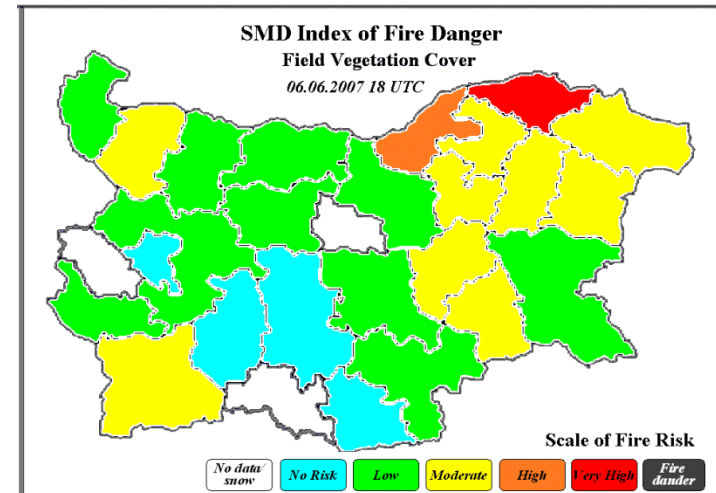 SMD Index of Fire Danger
Field Vegetation Cover
06.06.2007 18 UTC
Scale of Fire Risk
No data/
snow
No Risk
Low
Moderate
High
Very High
Fire
dander